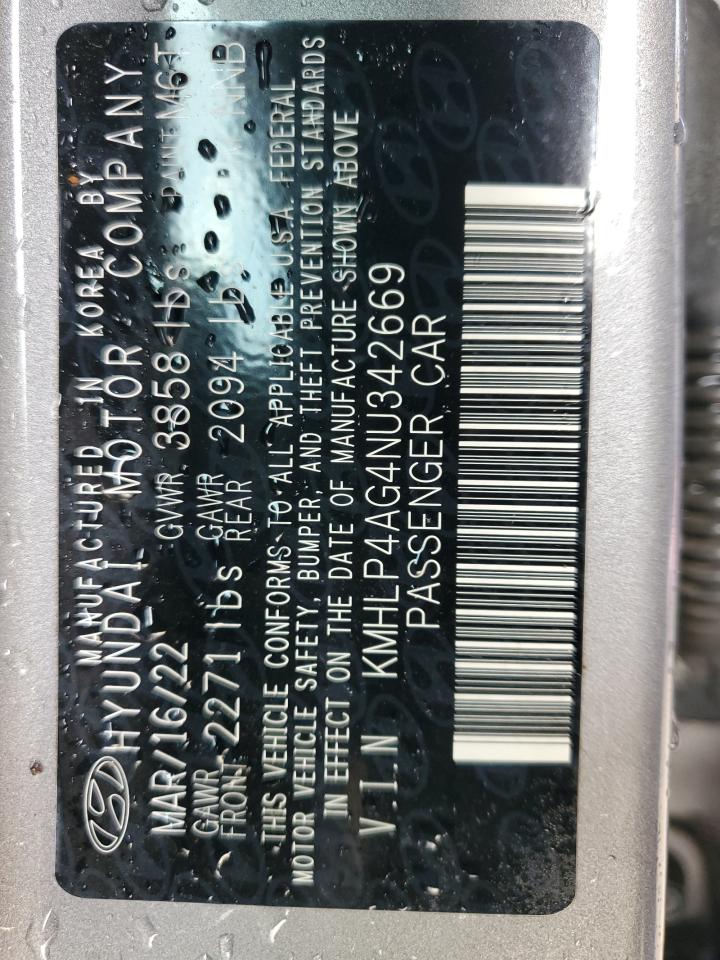 MANUFACTURED IN KOREA BY
HYUNDAI MOTOR COMPANY
MAR/16/22 GVWR 3858 lbs PAINT M6T
GAWR FRONT 2271 lbs GAWR REAR 2094 lbs NNB
THIS VEHICLE CONFORMS TO ALL APPLICABLE U.S.A. FEDERAL
MOTOR VEHICLE SAFETY, BUMPER, AND THEFT PREVENTION STANDARDS
IN EFFECT ON THE DATE OF MANUFACTURE SHOWN ABOVE
V.I.N KMHLP4AG4NU342669
PASSENGER CAR